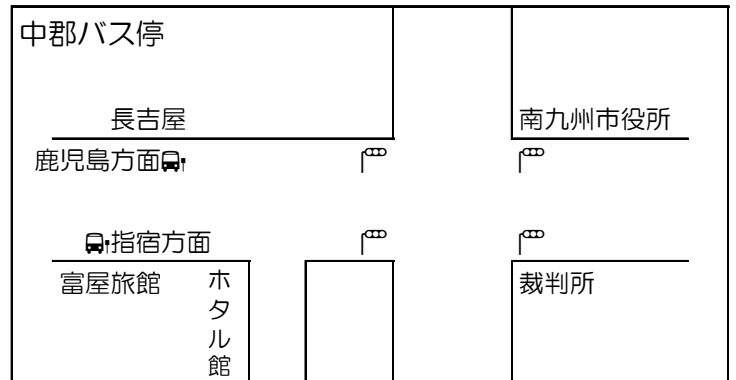 中郡バス停
長吉屋
南九州市役所
鹿児島方面
指宿方面
富屋旅館
ホタル館
裁判所